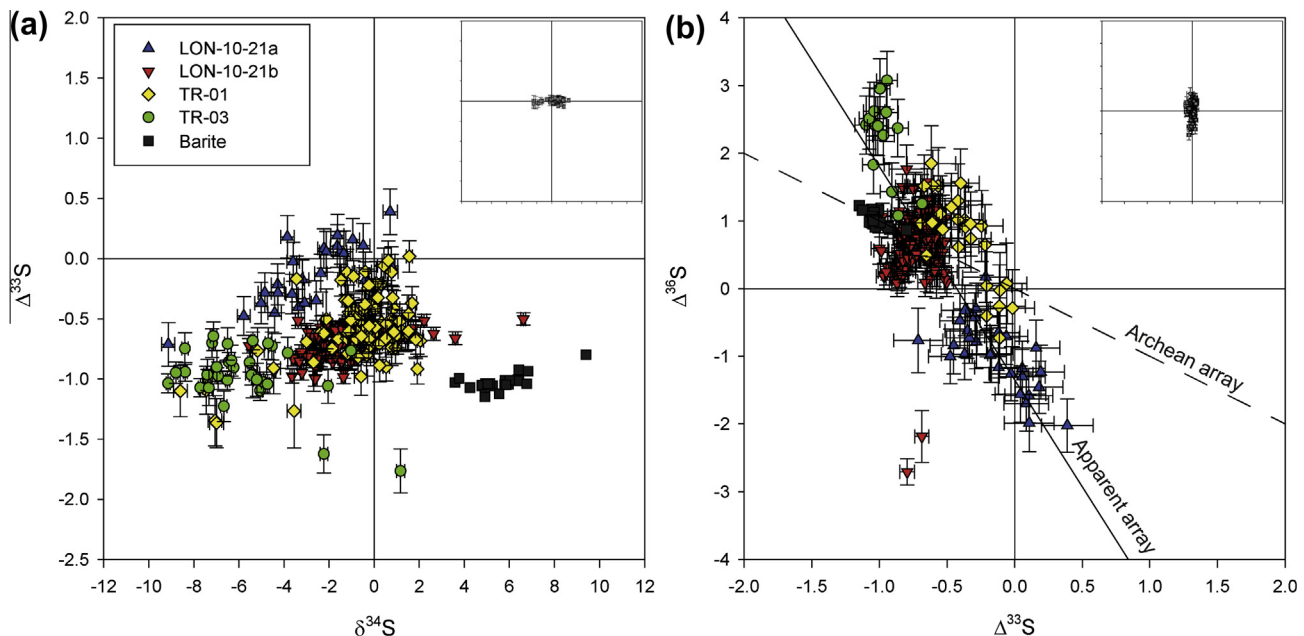 (a)
2.0
1.5
1.0
0.5
0.0
-0.5
-1.0
-1.5
-2.0
-2.5
Δ³³S
LON-10-21a
LON-10-21b
TR-01
TR-03
Barite
-12 -10 -8 -6 -4 -2 0 2 4 6 8 10 12
δ³⁴S
(b)
4
3
2
1
0
-1
-2
-3
-4
Δ³⁶S
Archean array
Apparent array
-2.0 -1.5 -1.0 -0.5 0.0 0.5 1.0 1.5 2.0
Δ³³S